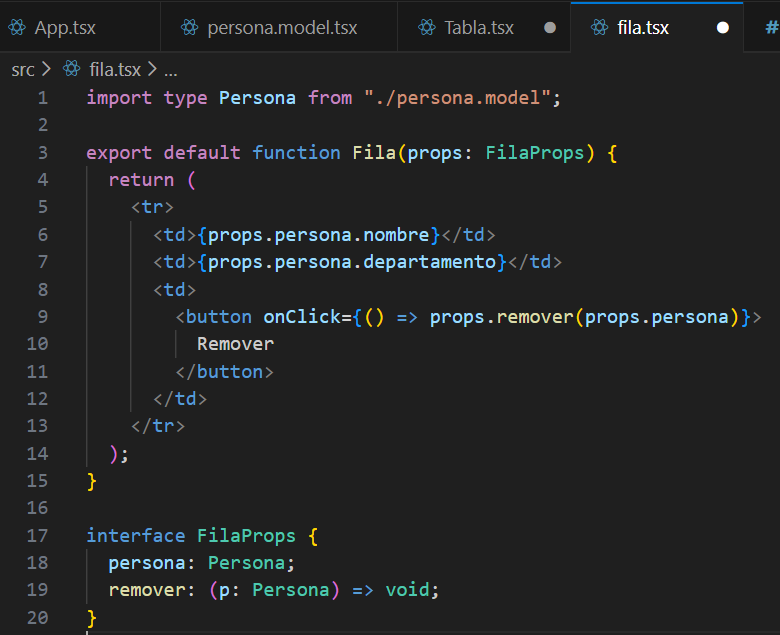 App.tsx persona.model.tsx Tabla.tsx fila.tsx #
src > fila.tsx > ...
1 import type Persona from "./persona.model";
2
3 export default function Fila(props: FilaProps) {
4   return (
5     <tr>
6       <td>{props.persona.nombre}</td>
7       <td>{props.persona.departamento}</td>
8       <td>
9         <button onClick={() => props.remover(props.persona)}>
10           Remover
11         </button>
12       </td>
13     </tr>
14   );
15 }
16
17 interface FilaProps {
18   persona: Persona;
19   remover: (p: Persona) => void;
20 }